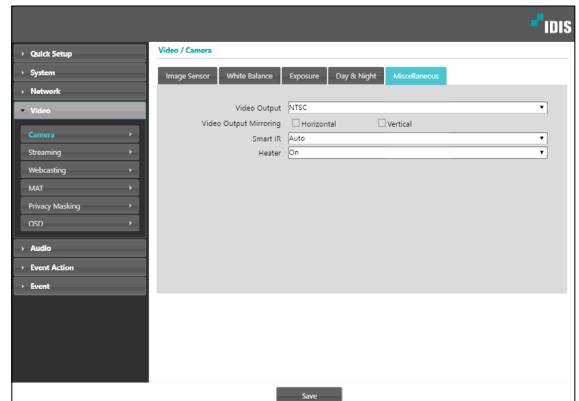 IDIS
Quick Setup
System
Network
Video
Camera
Streaming
Webcasting
MAT
Privacy Masking
OSD
Audio
Event Action
Event
Video / Camera
Image Sensor White Balance Exposure Day & Night Miscellaneous
Video Output NTSC
Video Output Mirroring Horizontal Vertical
Smart IR Auto
Heater On
Save